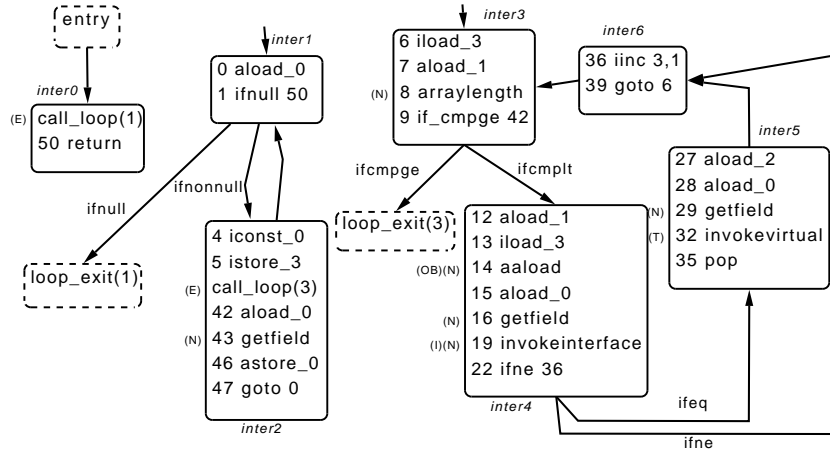 entry
inter0
(E) call_loop(1)
50 return
inter1
0 aload_0
1 ifnull 50
ifnull
ifnonnull
loop_exit(1)
4 iconst_0
5 istore_3
(E) call_loop(3)
42 aload_0
(N) 43 getfield
46 astore_0
47 goto 0
inter2
inter3
6 iload_3
7 aload_1
(N) 8 arraylength
9 if_cmpge 42
ifcmpge
ifcmplt
loop_exit(3)
12 aload_1
13 iload_3
(OB)(N) 14 aaload
15 aload_0
(N) 16 getfield
(I)(N) 19 invokeinterface
22 ifne 36
inter4
inter6
36 iinc 3,1
39 goto 6
inter5
27 aload_2
28 aload_0
(N) 29 getfield
(T) 32 invokevirtual
35 pop
ifeq
ifne